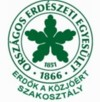 ORSZÁGOS ERDÉSZETI EGYESÜLET
1851
• 1866 •
ERDŐK A KÖZJÓÉRT
SZAKOSZTÁLY